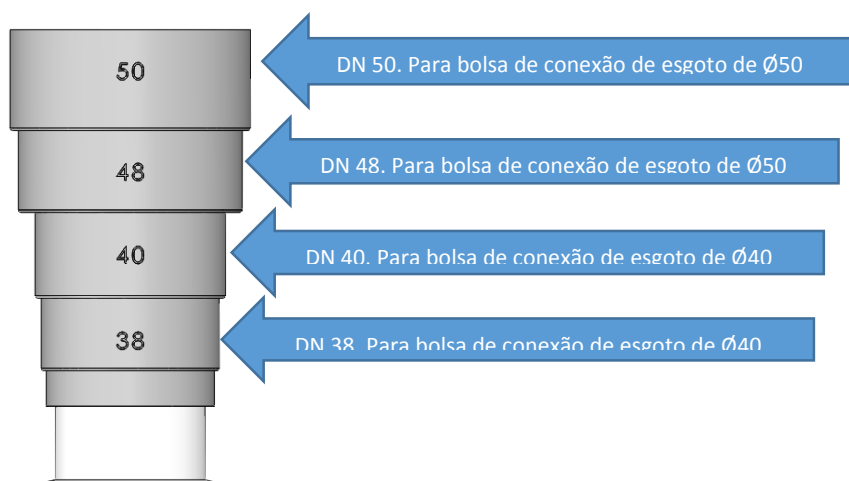 50
DN 50. Para bolsa de conexão de esgoto de Ø50
48
DN 48. Para bolsa de conexão de esgoto de Ø50
40
DN 40. Para bolsa de conexão de esgoto de Ø40
38
DN 38. Para bolsa de conexão de esgoto de Ø40